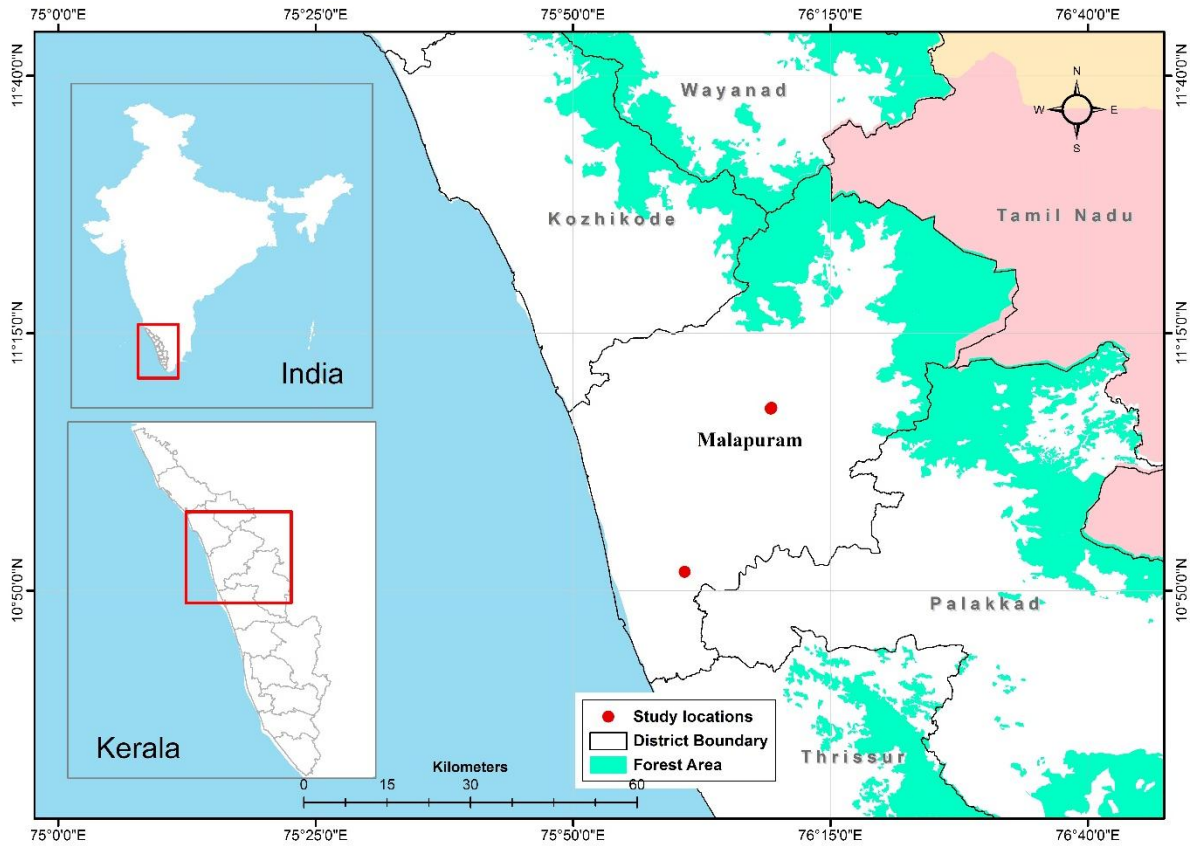 75°0'0"E 75°25'0"E 75°50'0"E 76°15'0"E 76°40'0"E
11°40'0"N 11°40'0"N
Wayanad
N
W E
S
Kozhikode
Tamil Nadu
11°15'0"N 11°15'0"N
India
Malapuram
10°50'0"N 10°50'0"N
Palakkad
Kerala
Kilometers
0 15 30 60
Study locations
District Boundary
Forest Area
Thrissur
75°0'0"E 75°25'0"E 75°50'0"E 76°15'0"E 76°40'0"E